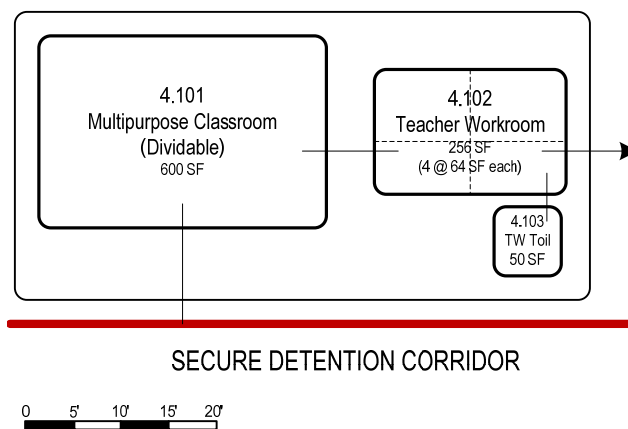 4.101
Multipurpose Classroom
(Dividable)
600 SF
4.102
Teacher Workroom
256 SF
(4 @ 64 SF each)
4.103
TW Toil
50 SF
SECURE DETENTION CORRIDOR
0 5' 10' 15' 20'